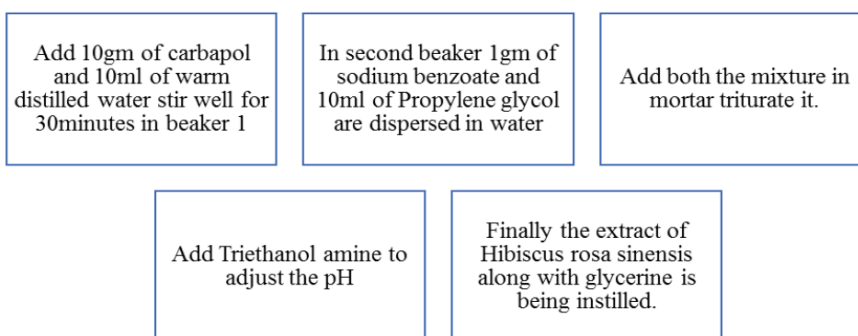 Add 10gm of carbapol
and 10ml of warm
distilled water stir well for
30minutes in beaker 1
In second beaker 1gm of
sodium benzoate and
10ml of Propylene glycol
are dispersed in water
Add both the mixture in
mortar triturate it.
Add Triethanol amine to
adjust the pH
Finally the extract of
Hibiscus rosa sinensis
along with glycerine is
being instilled.